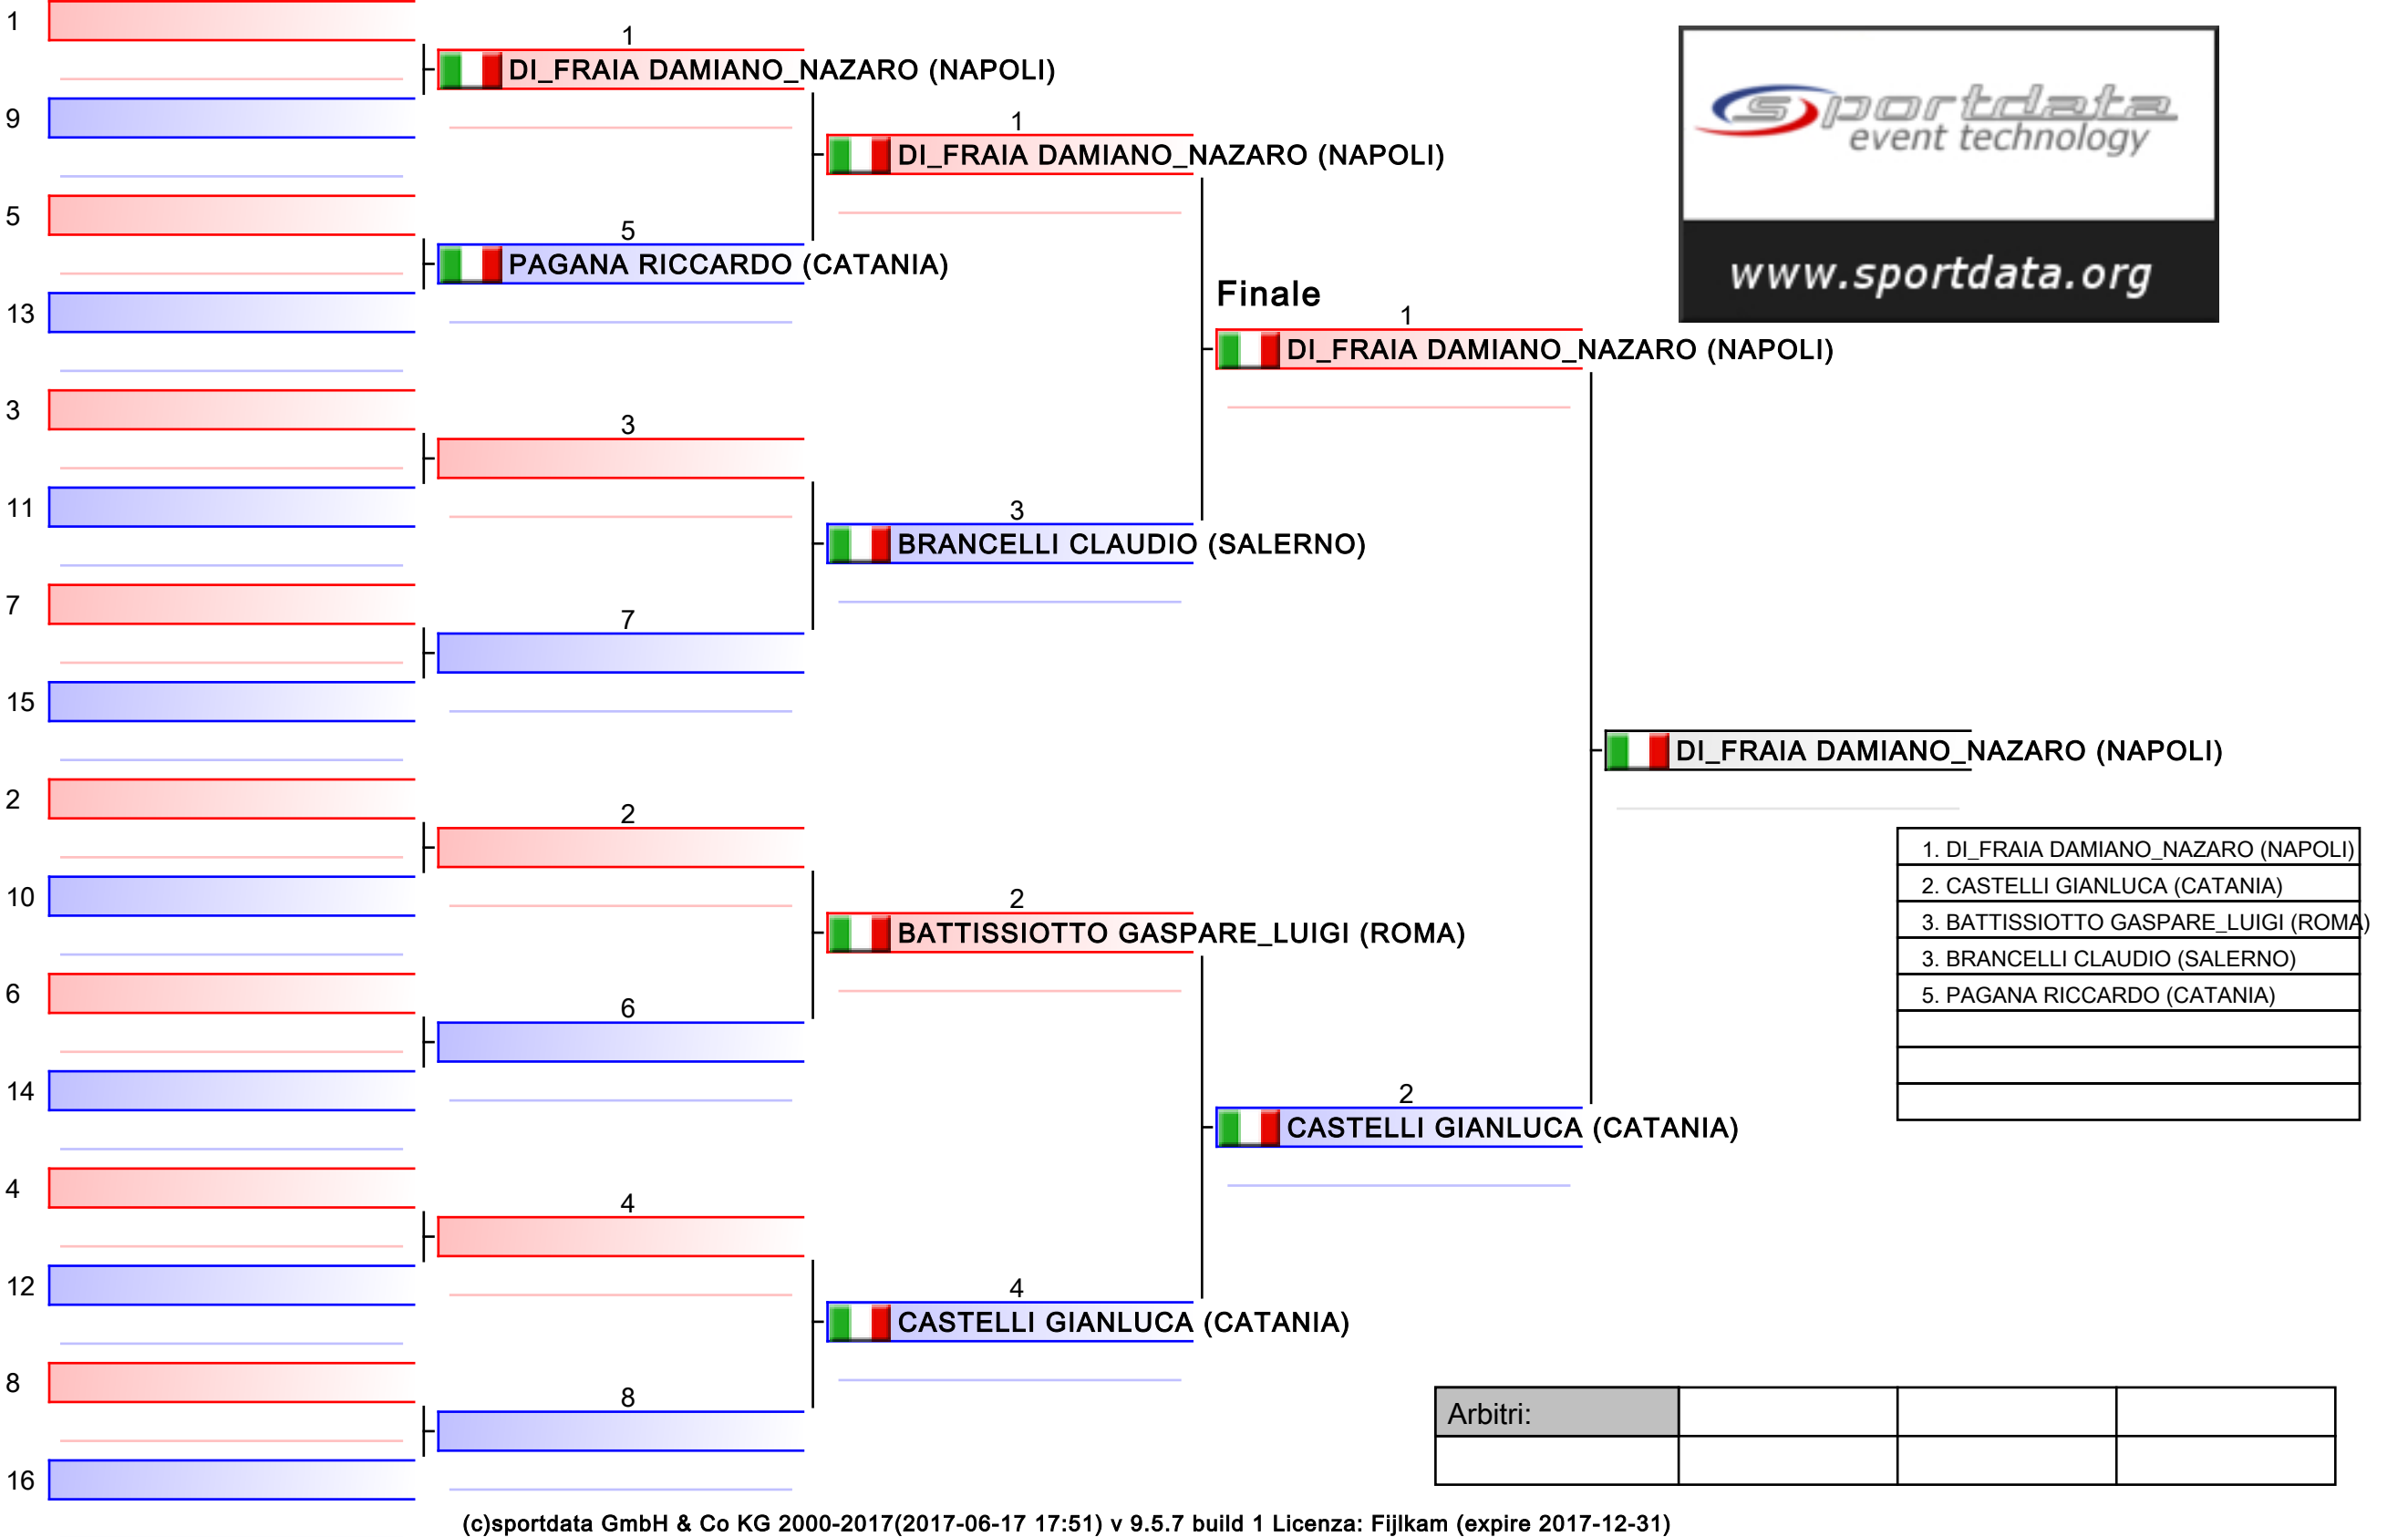 1
9
5
13
3
11
7
15
2
10
6
14
4
12
8
16
1
DI_FRAIA DAMIANO_NAZARO (NAPOLI)
5
PAGANA RICCARDO (CATANIA)
3
7
2
6
4
8
1
DI_FRAIA DAMIANO_NAZARO (NAPOLI)
3
BRANCELLI CLAUDIO (SALERNO)
2
BATTISSIOTTO GASPARE_LUIGI (ROMA)
4
CASTELLI GIANLUCA (CATANIA)
Finale
1
DI_FRAIA DAMIANO_NAZARO (NAPOLI)
2
CASTELLI GIANLUCA (CATANIA)
DI_FRAIA DAMIANO_NAZARO (NAPOLI)
sportdata
event technology
www.sportdata.org
1. DI_FRAIA DAMIANO_NAZARO (NAPOLI)
2. CASTELLI GIANLUCA (CATANIA)
3. BATTISSIOTTO GASPARE_LUIGI (ROMA)
3. BRANCELLI CLAUDIO (SALERNO)
5. PAGANA RICCARDO (CATANIA)
Arbitri:
(c)sportdata GmbH & Co KG 2000-2017(2017-06-17 17:51) v 9.5.7 build 1 Licenza: Fijlkam (expire 2017-12-31)